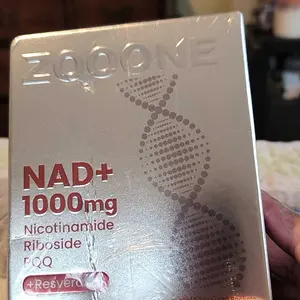 ZQOONE
NAD+
1000mg
Nicotinamide
Riboside
PQQ